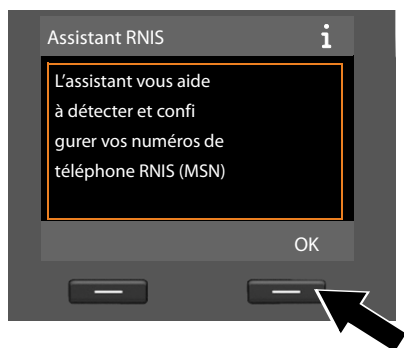 Assistant RNIS i
L'assistant vous aide
à détecter et confi
gurer vos numéros de
téléphone RNIS (MSN)
OK